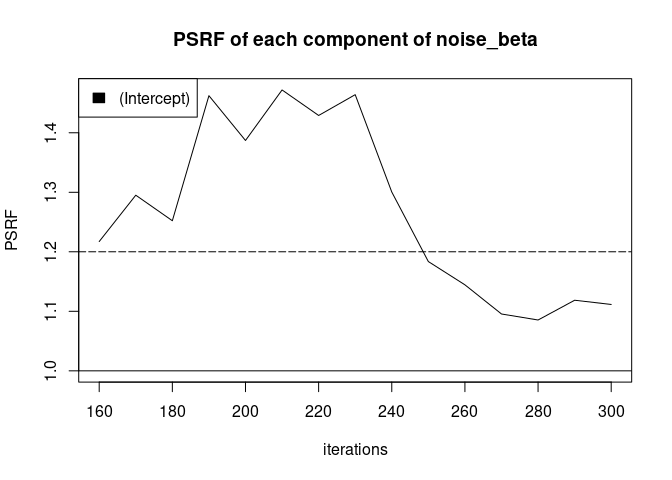 PSRF of each component of noise_beta
(Intercept)
PSRF
1.4
1.3
1.2
1.1
1.0
160 180 200 220 240 260 280 300
iterations